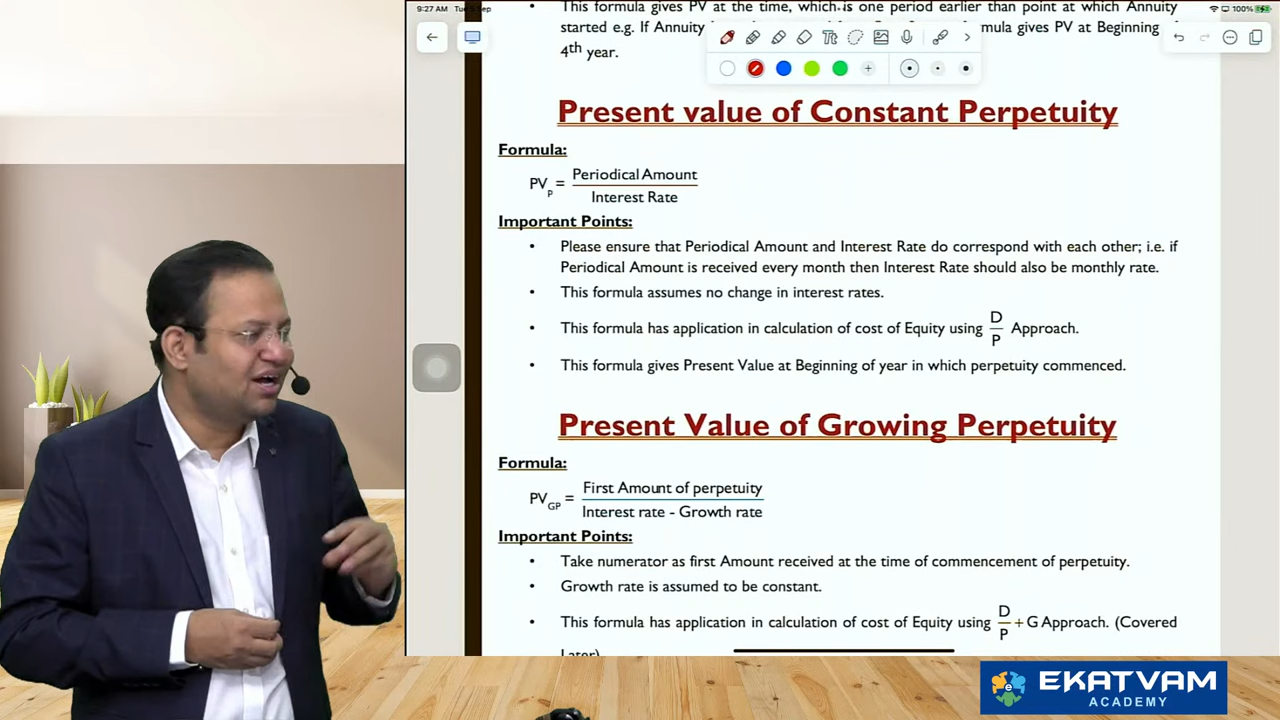 9:27 AM
100%
This formula gives PV at the time, which is one period earlier than point at which Annuity
started e.g. If Annuity
mula gives PV at Beginning
4th year.
Present value of Constant Perpetuity
Formula:
PVP = Periodical Amount
Interest Rate
Important Points:
• Please ensure that Periodical Amount and Interest Rate do correspond with each other; i.e. if
Periodical Amount is received every month then Interest Rate should also be monthly rate.
• This formula assumes no change in interest rates.
• This formula has application in calculation of cost of Equity using D/P Approach.
• This formula gives Present Value at Beginning of year in which perpetuity commenced.
Present Value of Growing Perpetuity
Formula:
PVGP = First Amount of perpetuity
Interest rate - Growth rate
Important Points:
• Take numerator as first Amount received at the time of commencement of perpetuity.
• Growth rate is assumed to be constant.
• This formula has application in calculation of cost of Equity using D/P + G Approach. (Covered
Later)
EKATVAM
ACADEMY